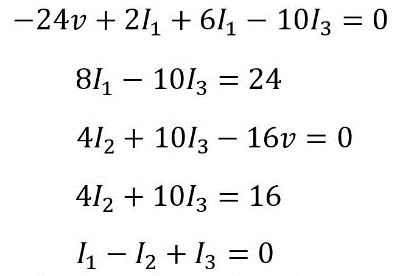 −24v + 2I₁ + 6I₁ − 10I₃ = 0
8I₁ − 10I₃ = 24
4I₂ + 10I₃ − 16v = 0
4I₂ + 10I₃ = 16
I₁ − I₂ + I₃ = 0